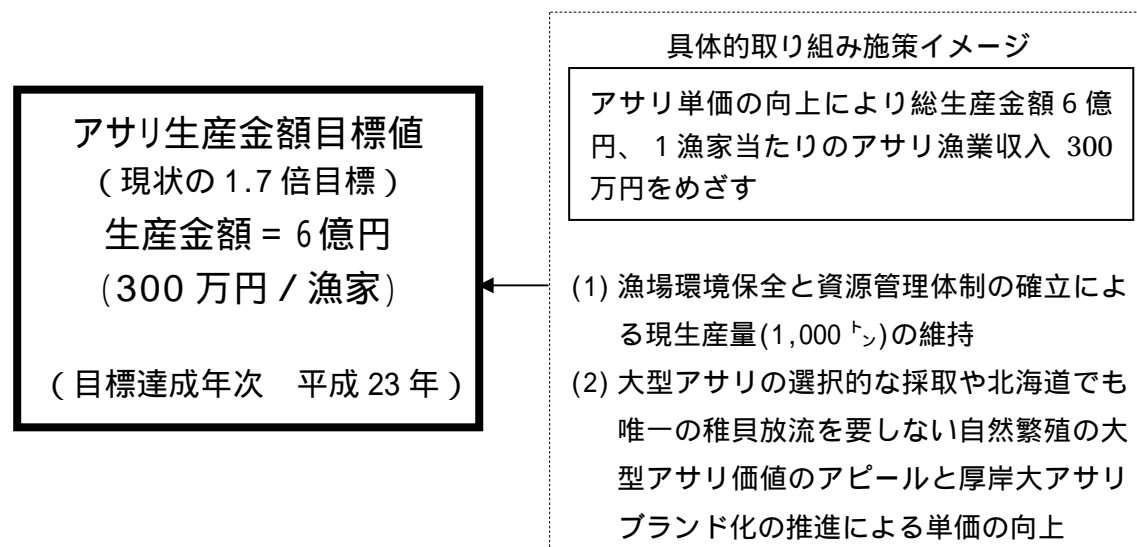 アサリ生産金額目標値
(現状の1.7倍目標)
生産金額=6億円
(300万円/漁家)
(目標達成年次 平成23年)
具体的取り組み施策イメージ
アサリ単価の向上により総生産金額6億
円、1漁家当たりのアサリ漁業収入 300
万円をめざす
(1) 漁場環境保全と資源管理体制の確立によ
る現生産量(1,000㌧)の維持
(2) 大型アサリの選択的な採取や北海道でも
唯一の稚貝放流を要しない自然繁殖の大
型アサリ価値のアピールと厚岸大アサリ
ブランド化の推進による単価の向上